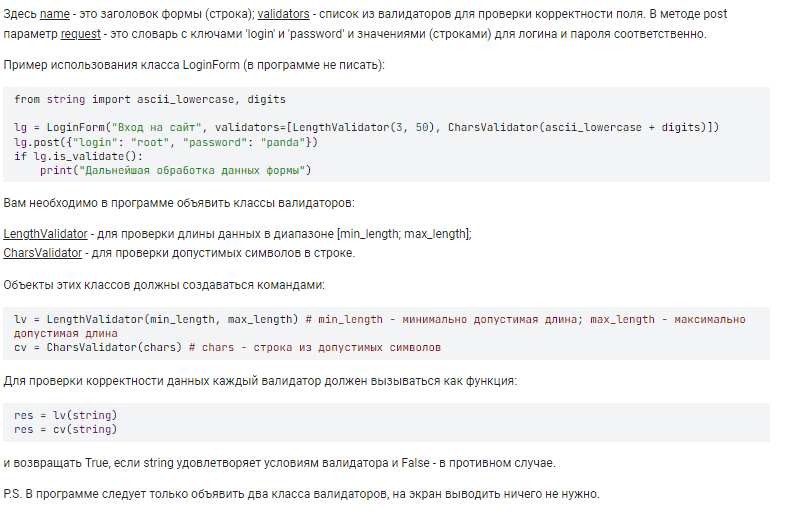 Здесь name - это заголовок формы (строка); validators - список из валидаторов для проверки корректности поля. В методе post
параметр request - это словарь с ключами 'login' и 'password' и значениями (строками) для логина и пароля соответственно.
Пример использования класса LoginForm (в программе не писать):
from string import ascii_lowercase, digits
lg = LoginForm("Вход на сайт", validators=[LengthValidator(3, 50), CharsValidator(ascii_lowercase + digits)])
lg.post({"login": "root", "password": "panda"})
if lg.is_validate():
    print("Дальнейшая обработка данных формы")
Вам необходимо в программе объявить классы валидаторов:
LengthValidator - для проверки длины данных в диапазоне [min_length; max_length];
CharsValidator - для проверки допустимых символов в строке.
Объекты этих классов должны создаваться командами:
lv = LengthValidator(min_length, max_length) # min_length - минимально допустимая длина; max_length - максимально
допустимая длина
cv = CharsValidator(chars) # chars - строка из допустимых символов
Для проверки корректности данных каждый валидатор должен вызываться как функция:
res = lv(string)
res = cv(string)
и возвращать True, если string удовлетворяет условиям валидатора и False - в противном случае.
P.S. В программе следует только объявить два класса валидаторов, на экран выводить ничего не нужно.